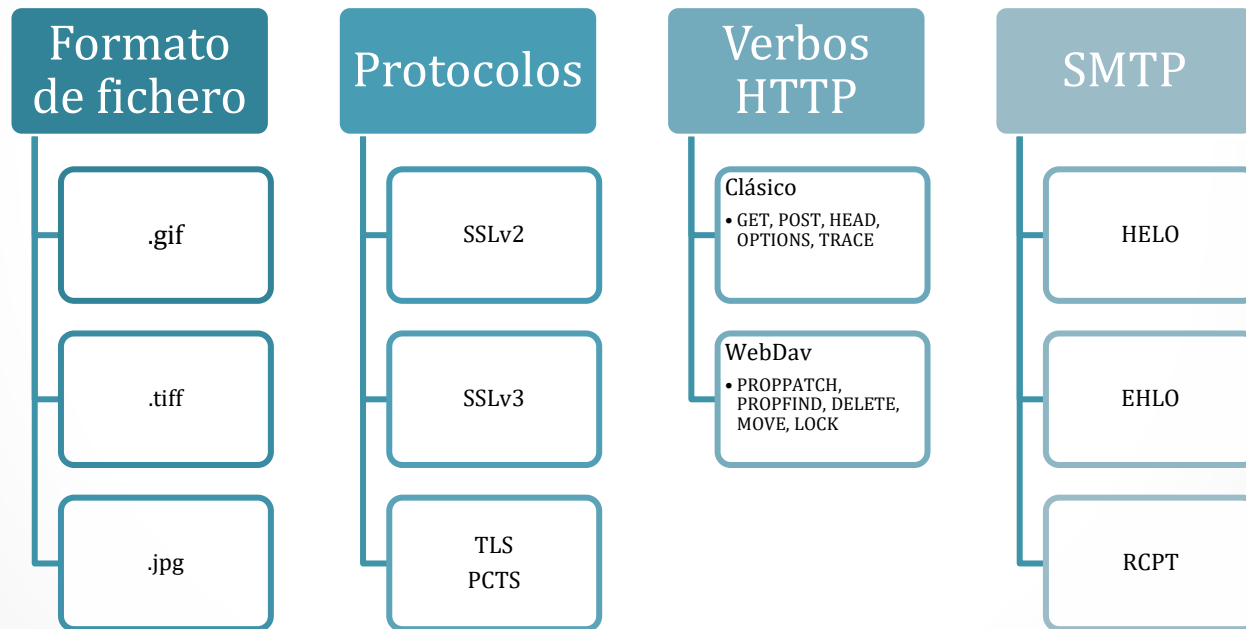 Formato
de fichero
.gif
.tiff
.jpg
Protocolos
SSLv2
SSLv3
TLS
PCTS
Verbos
HTTP
Clásico
• GET, POST, HEAD,
OPTIONS, TRACE
WebDav
• PROPPATCH,
PROPFIND, DELETE,
MOVE, LOCK
SMTP
HELO
EHLO
RCPT